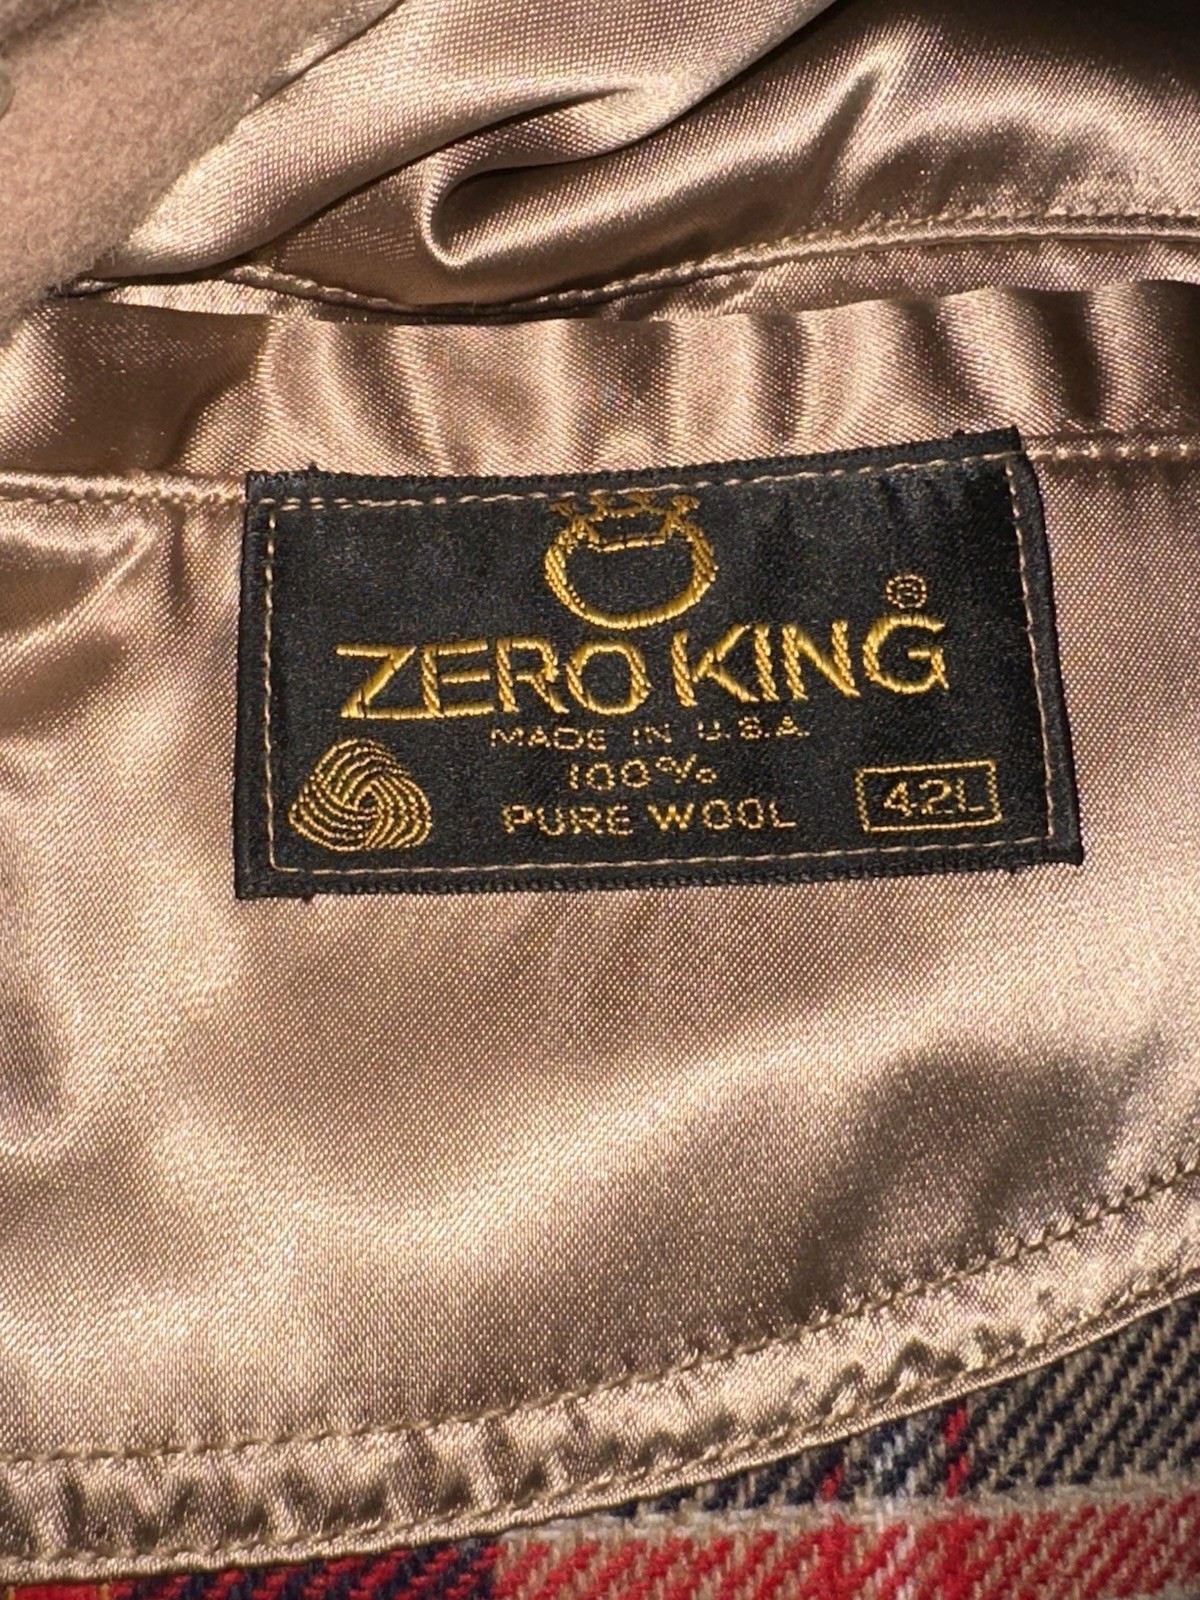 ZERO KING ®
MADE IN U.S.A.
100%
PURE WOOL
42L